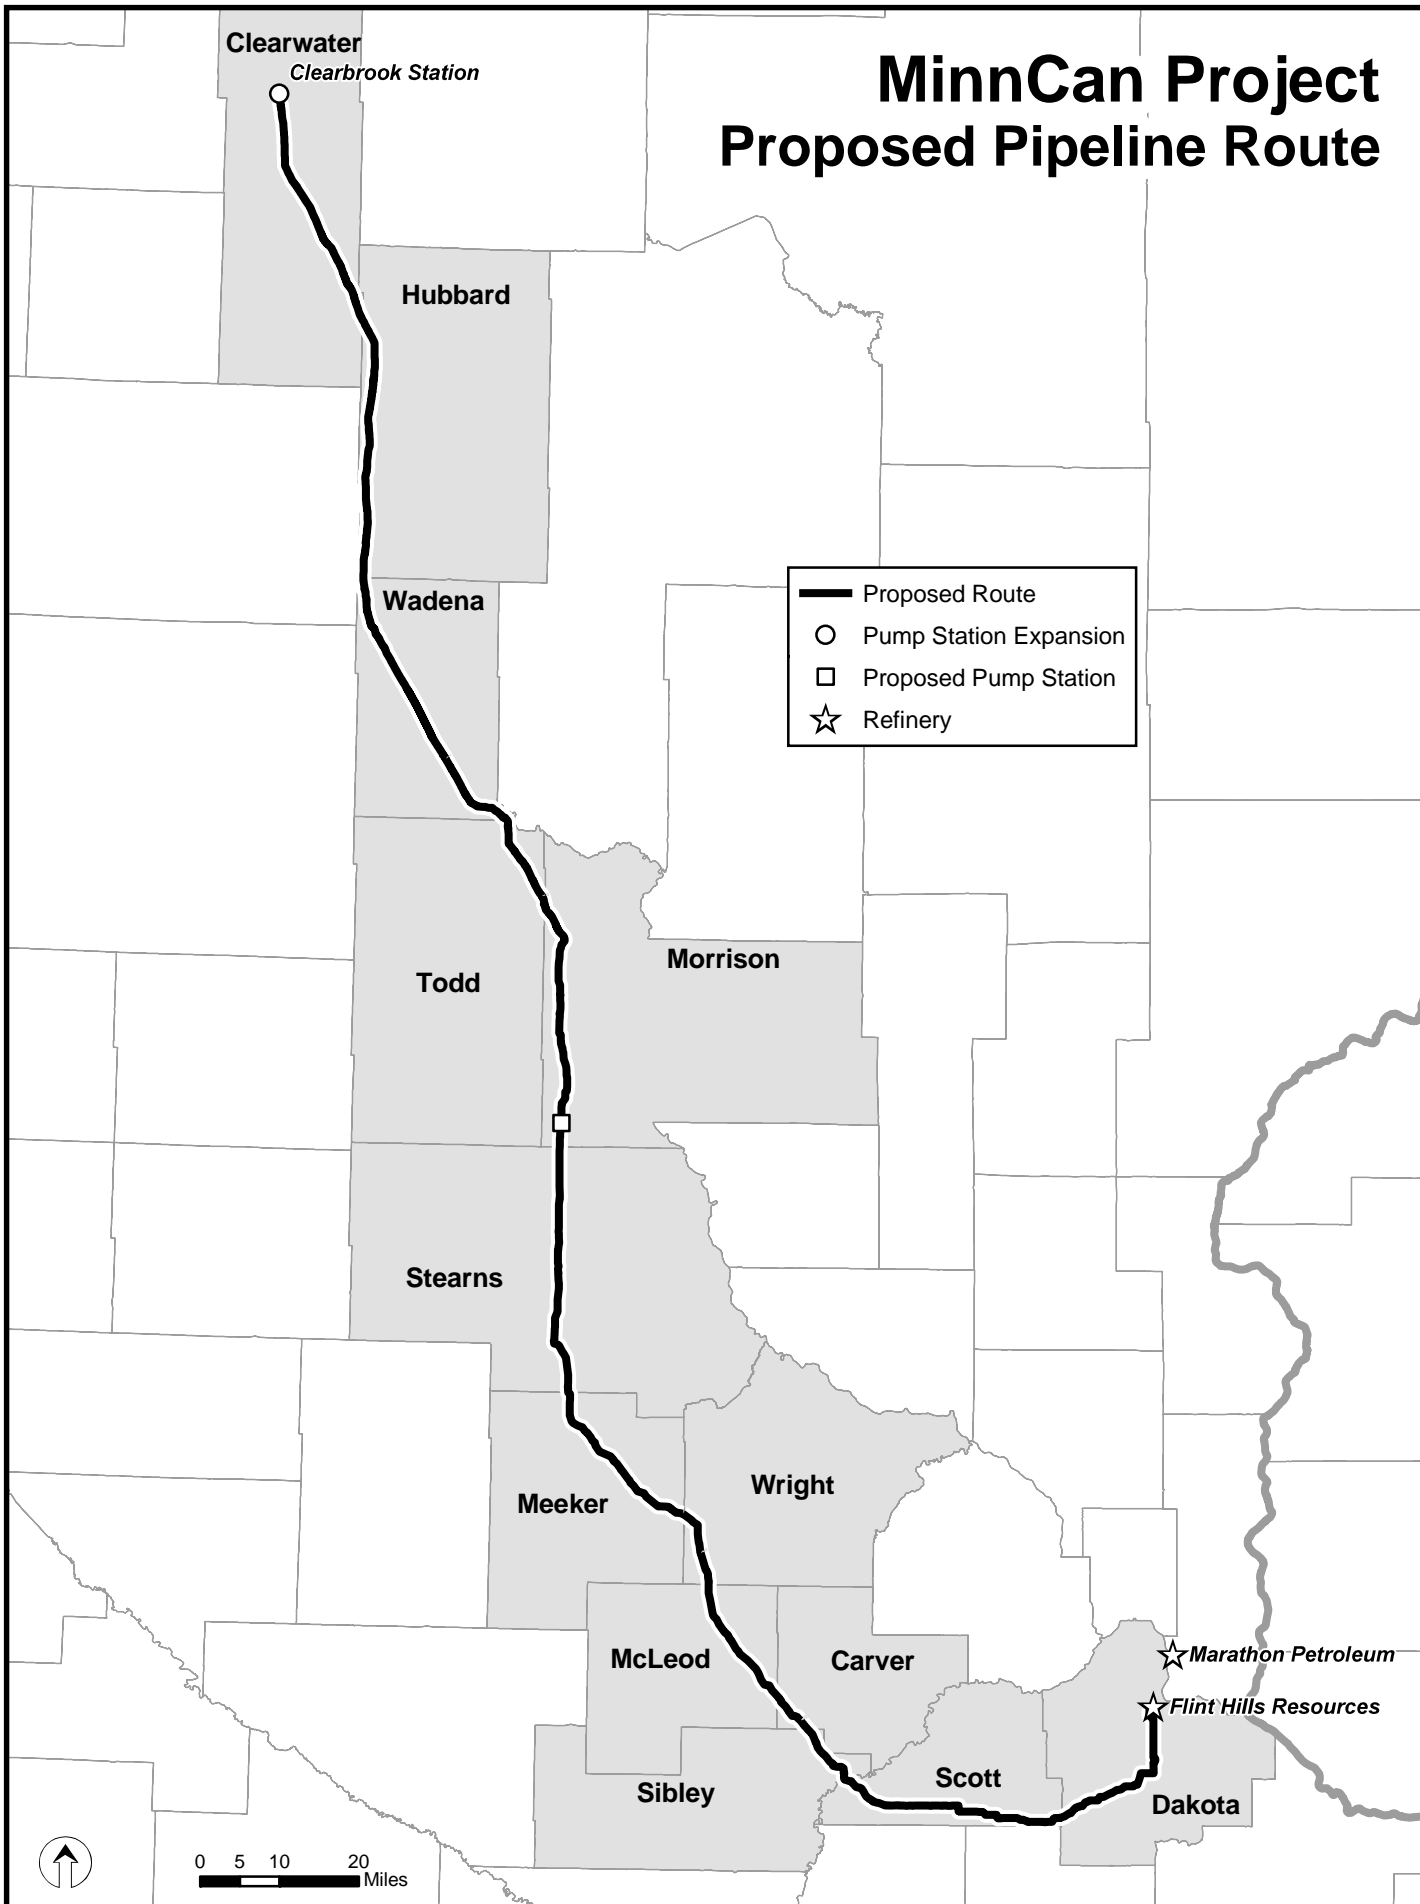 Clearwater
Clearbrook Station
MinnCan Project
Proposed Pipeline Route
Hubbard
Wadena
Proposed Route
Pump Station Expansion
Proposed Pump Station
Refinery
Todd
Morrison
Stearns
Meeker
Wright
McLeod
Carver
Marathon Petroleum
Flint Hills Resources
Sibley
Scott
Dakota
0 5 10 20
Miles